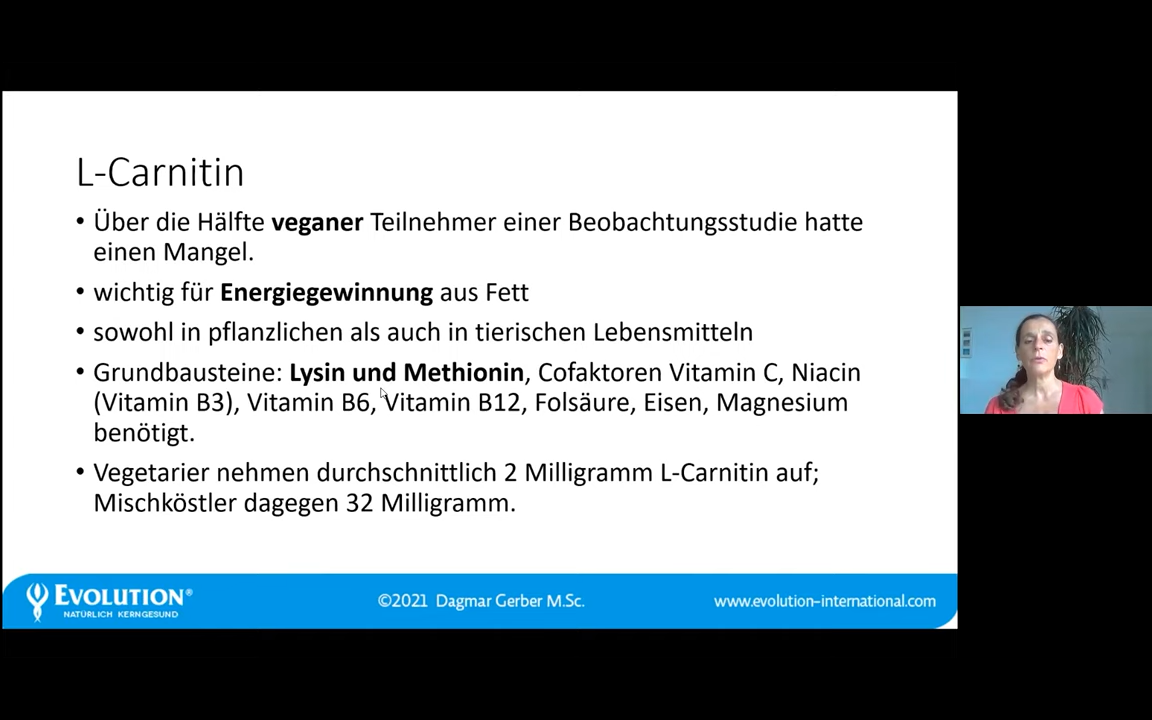 L-Carnitin
• Über die Hälfte veganer Teilnehmer einer Beobachtungsstudie hatte
einen Mangel.
• wichtig für Energiegewinnung aus Fett
• sowohl in pflanzlichen als auch in tierischen Lebensmitteln
• Grundbausteine: Lysin und Methionin, Cofaktoren Vitamin C, Niacin
(Vitamin B3), Vitamin B6, Vitamin B12, Folsäure, Eisen, Magnesium
benötigt.
• Vegetarier nehmen durchschnittlich 2 Milligramm L-Carnitin auf;
Mischköstler dagegen 32 Milligramm.
EVOLUTION®
NATÜRLICH KERNGESUND
©2021 Dagmar Gerber M.Sc.
www.evolution-international.com